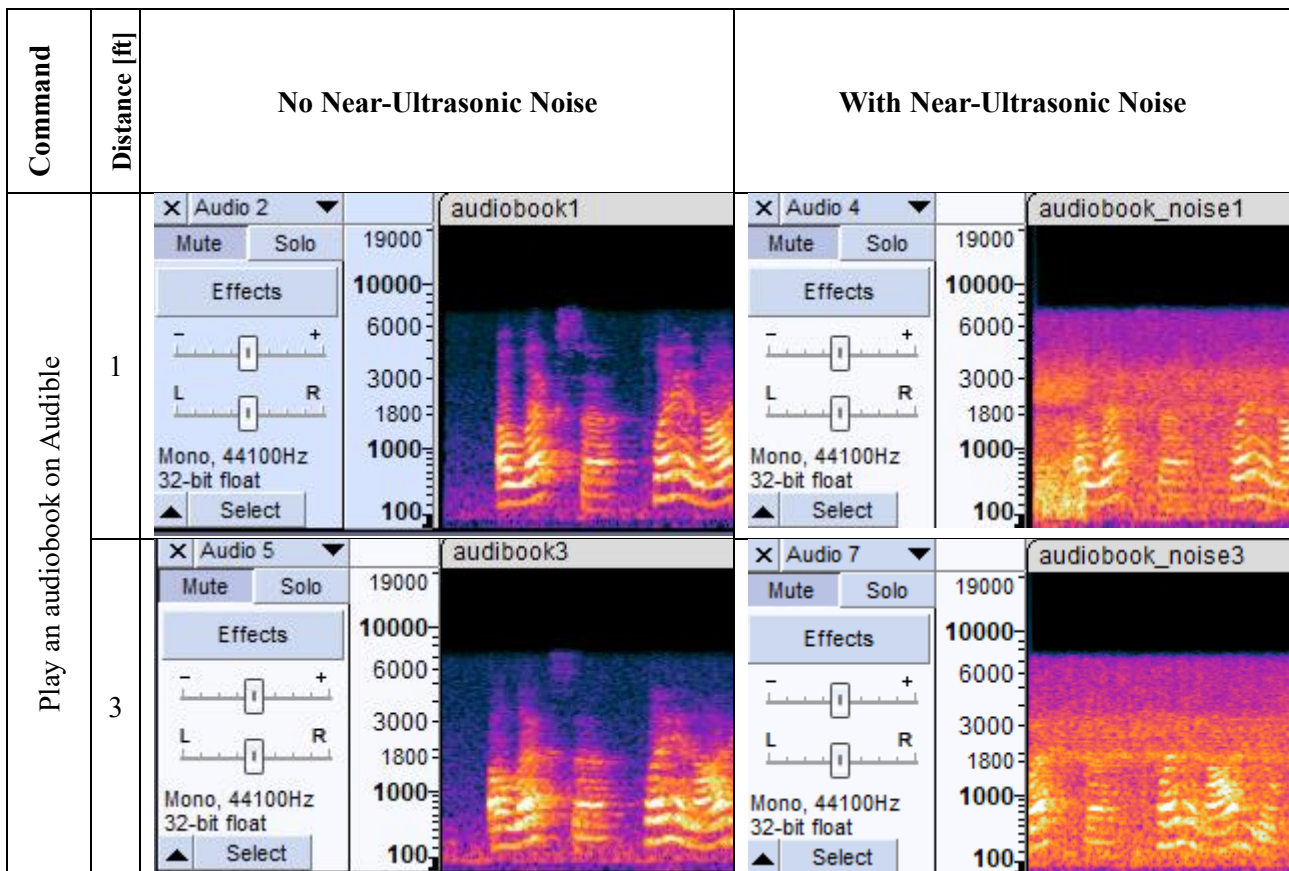 Command
Distance [ft]
No Near-Ultrasonic Noise
With Near-Ultrasonic Noise
Play an audiobook on Audible
1
× Audio 2 ▼
audiobook1
Mute Solo
Effects
- +
L R
Mono, 44100Hz
32-bit float
▲ Select
19000
10000
6000
3000
1800
1000
100
× Audio 4 ▼
audiobook_noise1
Mute Solo
Effects
- +
L R
Mono, 44100Hz
32-bit float
▲ Select
19000
10000
6000
3000
1800
1000
100
3
× Audio 5 ▼
audibook3
Mute Solo
Effects
- +
L R
Mono, 44100Hz
32-bit float
▲ Select
19000
10000
6000
3000
1800
1000
100
× Audio 7 ▼
audiobook_noise3
Mute Solo
Effects
- +
L R
Mono, 44100Hz
32-bit float
▲ Select
19000
10000
6000
3000
1800
1000
100